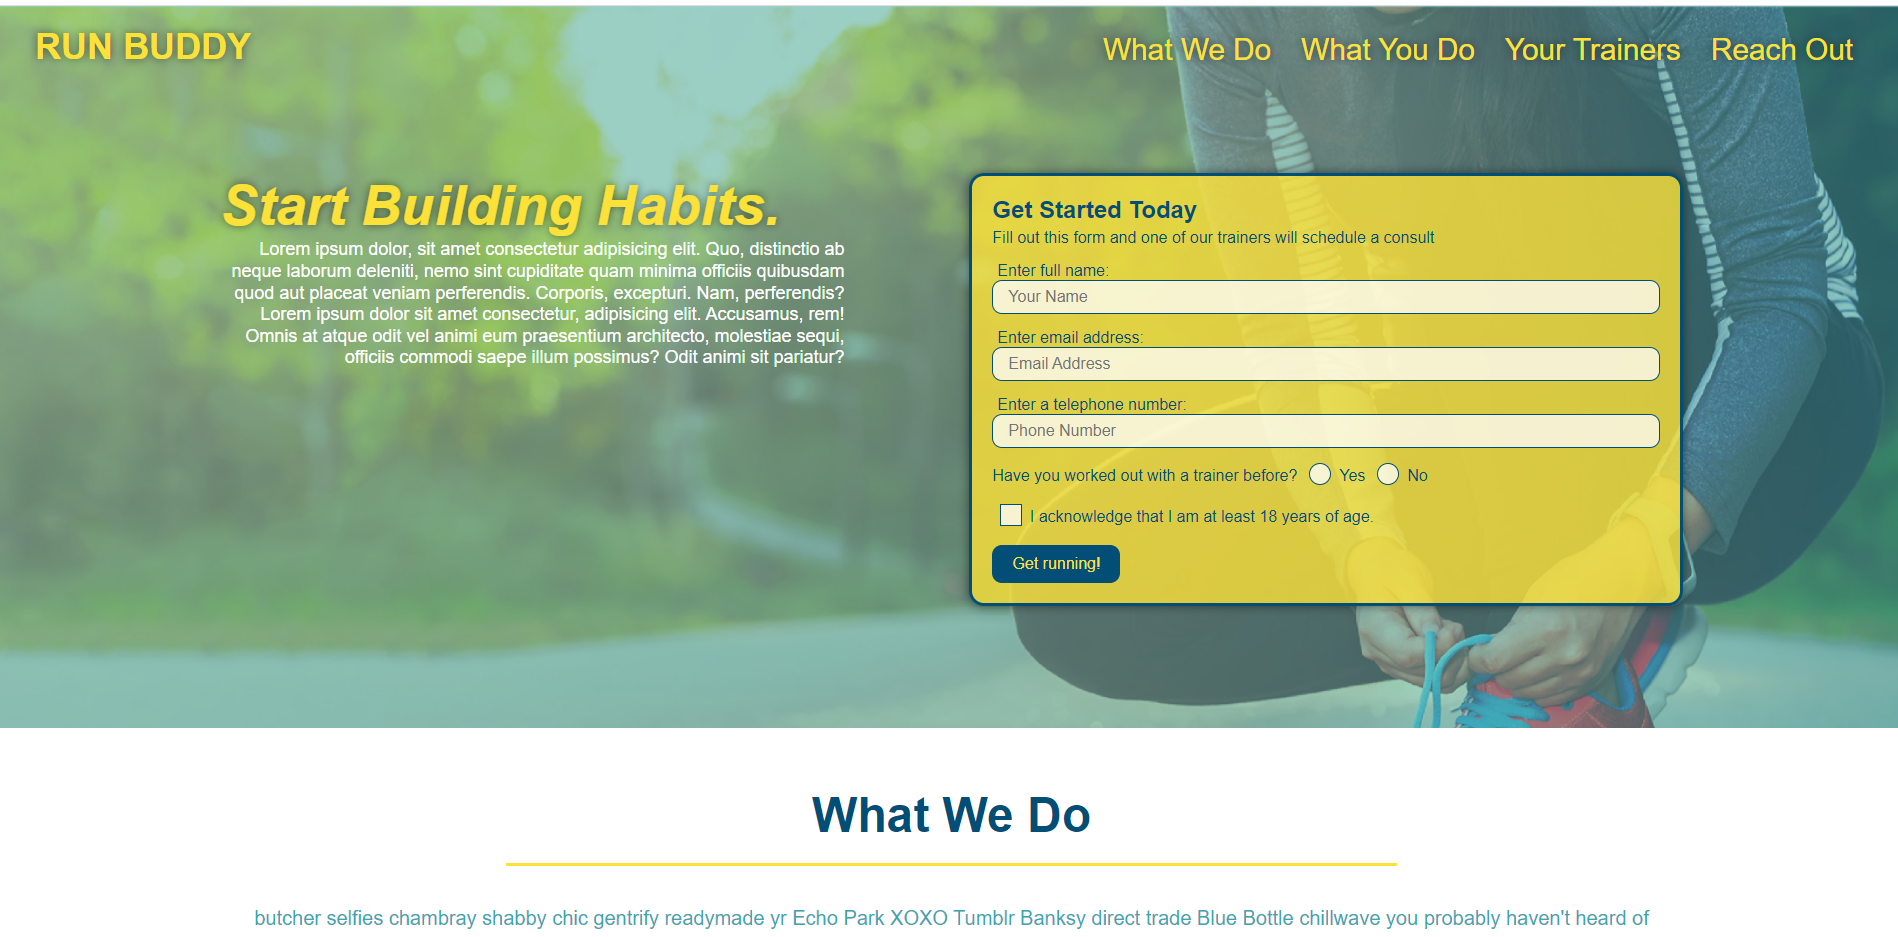 RUN BUDDY
What We Do What You Do Your Trainers Reach Out
Start Building Habits.
Lorem ipsum dolor, sit amet consectetur adipisicing elit. Quo, distinctio ab
neque laborum deleniti, nemo sint cupiditate quam minima officiis quibusdam
quod aut placeat veniam perferendis. Corporis, excepturi. Nam, perferendis?
Lorem ipsum dolor sit amet consectetur, adipisicing elit. Accusamus, rem!
Omnis at atque odit vel animi eum praesentium architecto, molestiae sequi,
officiis commodi saepe illum possimus? Odit animi sit pariatur?
Get Started Today
Fill out this form and one of our trainers will schedule a consult
Enter full name:
Your Name
Enter email address:
Email Address
Enter a telephone number:
Phone Number
Have you worked out with a trainer before? Yes No
I acknowledge that I am at least 18 years of age.
Get running!
What We Do
butcher selfies chambray shabby chic gentrify readymade yr Echo Park XOXO Tumblr Banksy direct trade Blue Bottle chillwave you probably haven't heard of